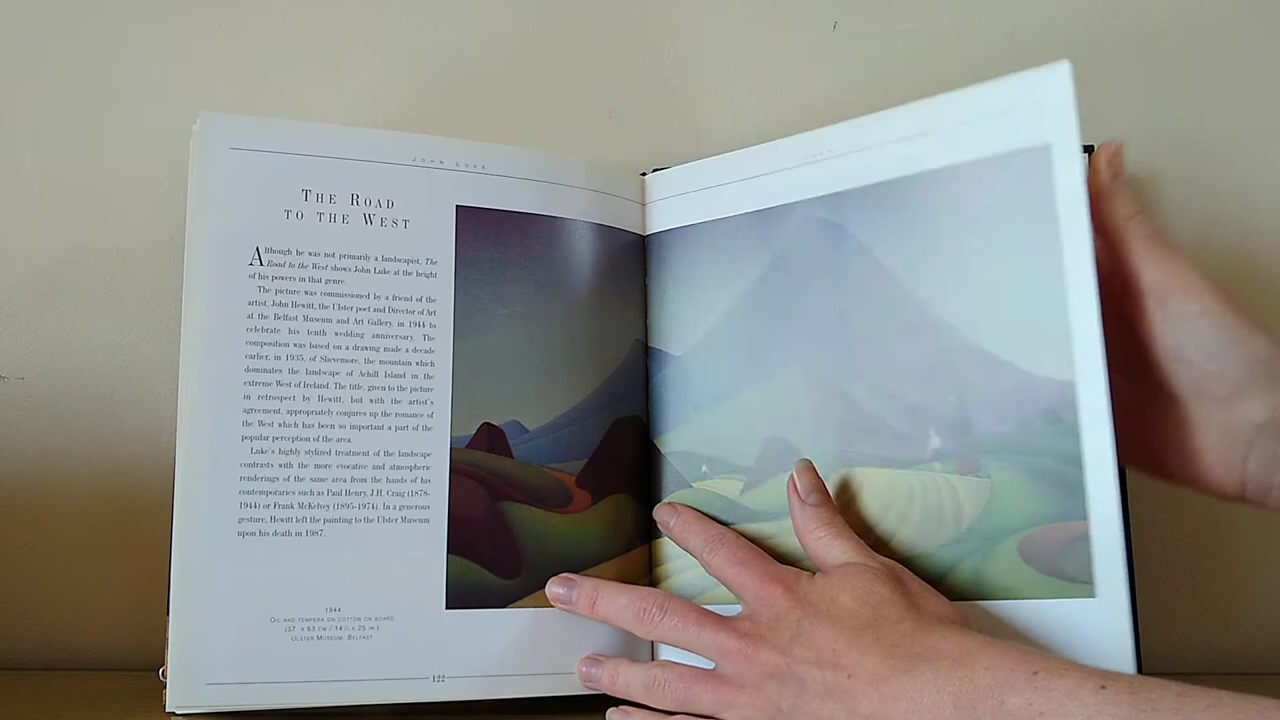 JOHN LUKE
THE ROAD
TO THE WEST
Although he was not primarily a landscapist, The
Road to the West shows John Luke at the height
of his powers in that genre.
The picture was commissioned by a friend of the
artist, John Hewitt, the Ulster poet and Director of Art
at the Belfast Museum and Art Gallery, in 1944 to
celebrate his tenth wedding anniversary. The
composition was based on a drawing made a decade
earlier, in 1935, of Slievemore, the mountain which
dominates the landscape of Achill Island in the
extreme West of Ireland. The title, given to the picture
in retrospect by Hewitt, but with the artist's
agreement, appropriately conjures up the romance of
the West which has been so important a part of the
popular perception of the area.
Luke's highly stylized treatment of the landscape
contrasts with the more evocative and atmospheric
renderings of the same area from the hands of his
contemporaries such as Paul Henry, J.H. Craig (1878-
1944) or Frank McKelvey (1895-1974). In a generous
gesture, Hewitt left the painting to the Ulster Museum
upon his death in 1987.
1944
OIL AND TEMPERA ON COTTON ON BOARD
(37 X 63 CM / 14 X 25 IN.)
ULSTER MUSEUM, BELFAST
122